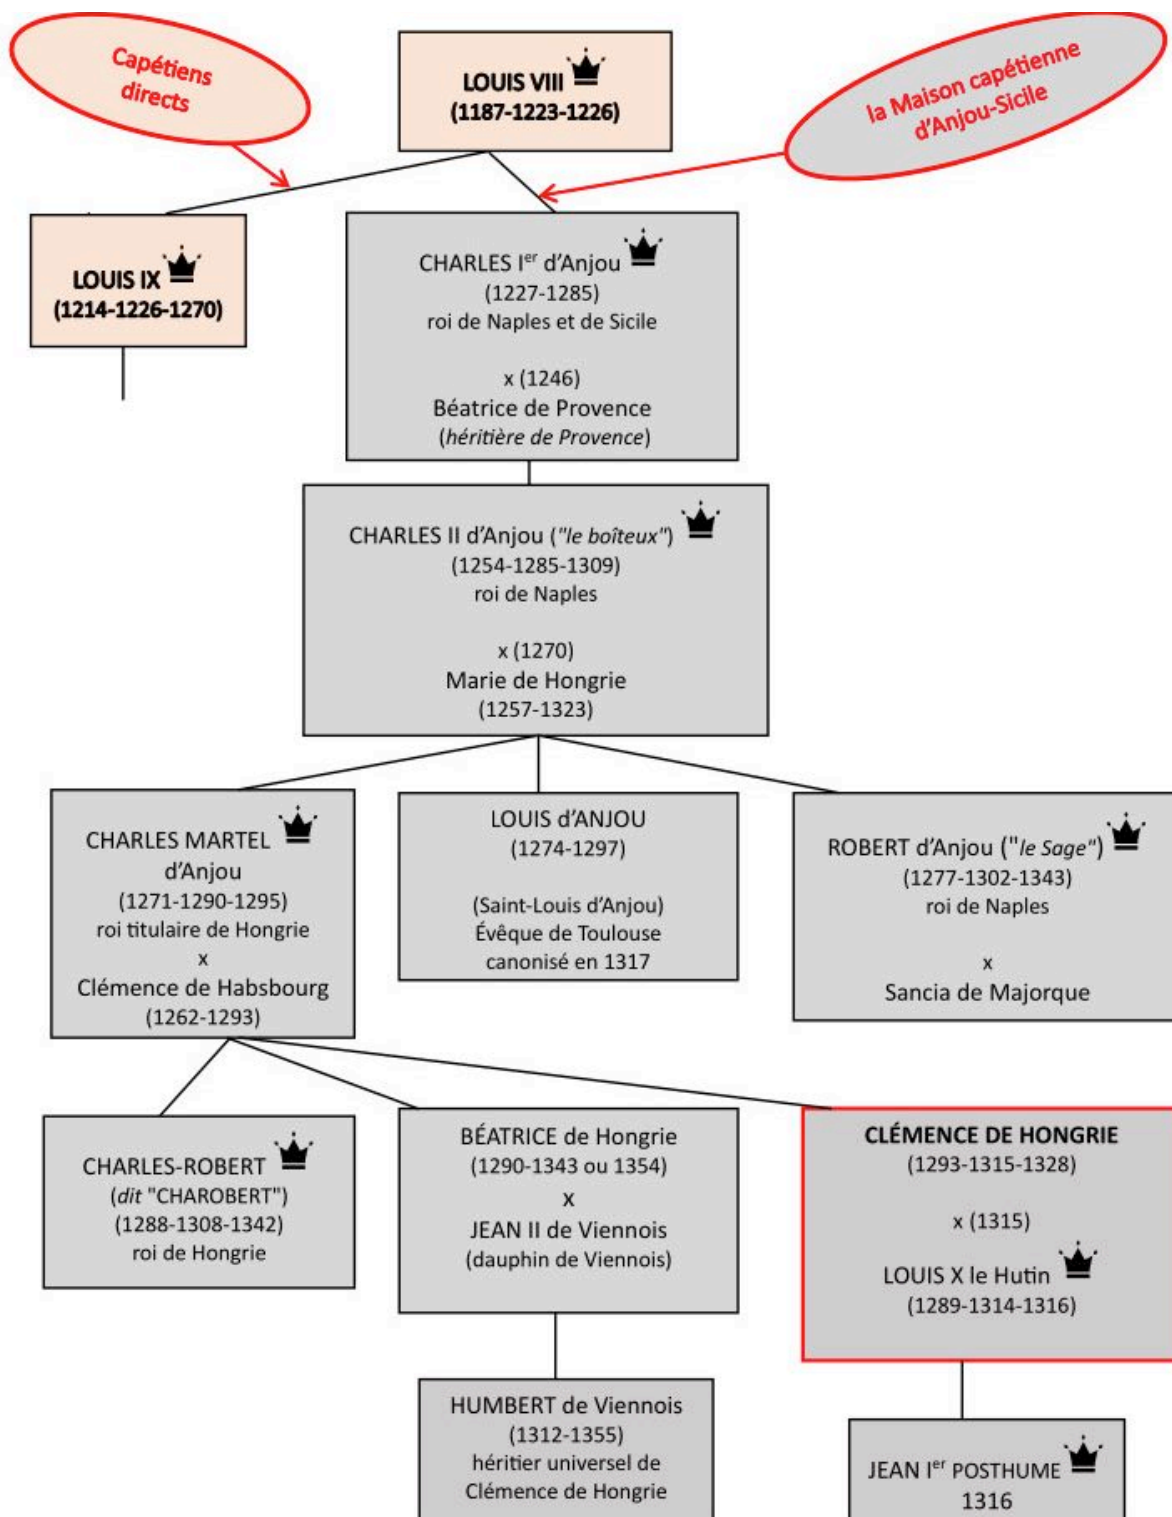 Capétiens
directs
LOUIS VIII
(1187-1223-1226)
la Maison capétienne
d'Anjou-Sicile
LOUIS IX
(1214-1226-1270)
CHARLES Ier d'Anjou
(1227-1285)
roi de Naples et de Sicile
x (1246)
Béatrice de Provence
(héritière de Provence)
CHARLES II d'Anjou ("le boîteux")
(1254-1285-1309)
roi de Naples
x (1270)
Marie de Hongrie
(1257-1323)
CHARLES MARTEL
d'Anjou
(1271-1290-1295)
roi titulaire de Hongrie
x
Clémence de Habsbourg
(1262-1293)
LOUIS d'ANJOU
(1274-1297)
(Saint-Louis d'Anjou)
Évêque de Toulouse
canonisé en 1317
ROBERT d'Anjou ("le Sage")
(1277-1302-1343)
roi de Naples
x
Sancia de Majorque
CHARLES-ROBERT
(dit "CHAROBERT")
(1288-1308-1342)
roi de Hongrie
BÉATRICE de Hongrie
(1290-1343 ou 1354)
x
JEAN II de Viennois
(dauphin de Viennois)
CLÉMENCE DE HONGRIE
(1293-1315-1328)
x (1315)
LOUIS X le Hutin
(1289-1314-1316)
HUMBERT de Viennois
(1312-1355)
héritier universel de
Clémence de Hongrie
JEAN Ier POSTHUME
1316